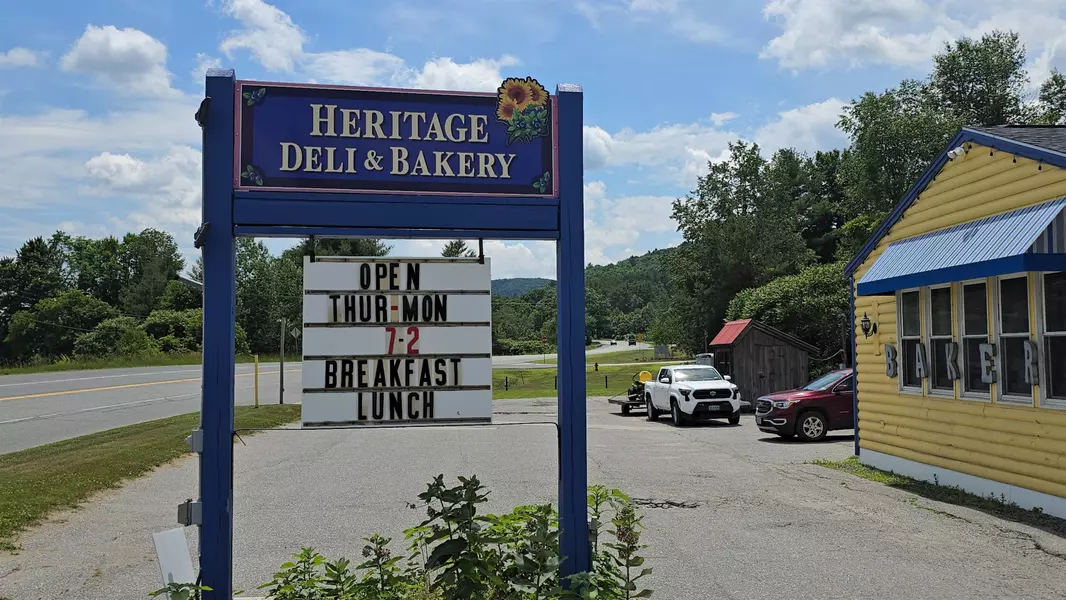 HERITAGE
DELI & BAKERY
OPEN
THUR-MON
7-2
BREAKFAST
LUNCH
BAKER